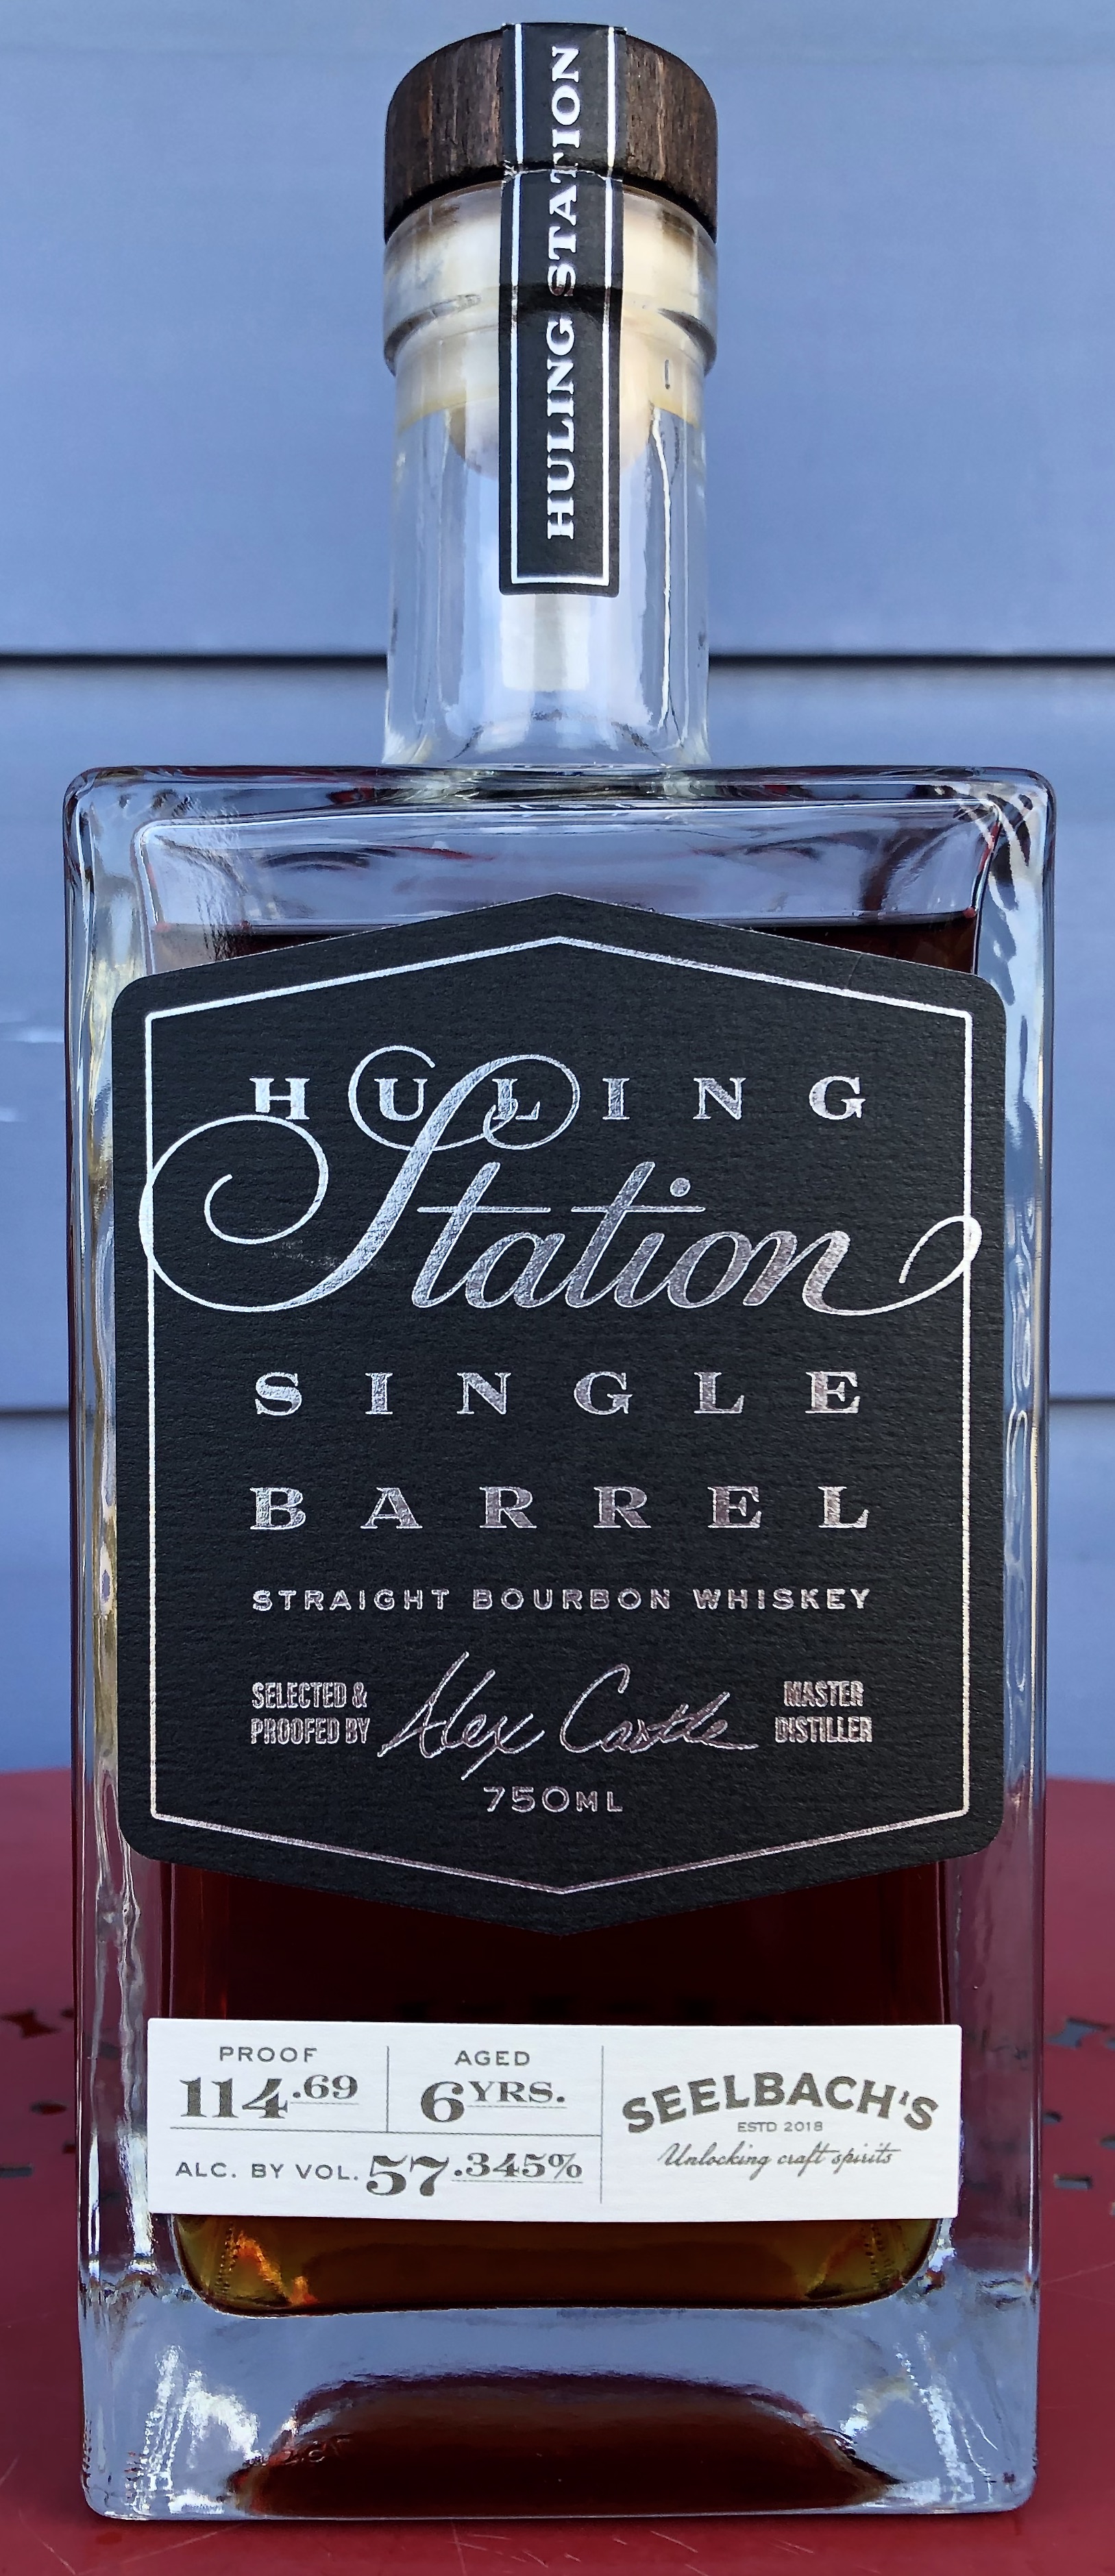 HULING STATION
HULING
Station
SINGLE
BARREL
STRAIGHT BOURBON WHISKEY
SELECTED &
PROOFED BY
Alex Castle
MASTER
DISTILLER
750ML
PROOF
114.69
AGED
6 YRS.
ALC. BY VOL. 57.345%
SEELBACH'S
ESTD 2018
Unlocking craft spirits